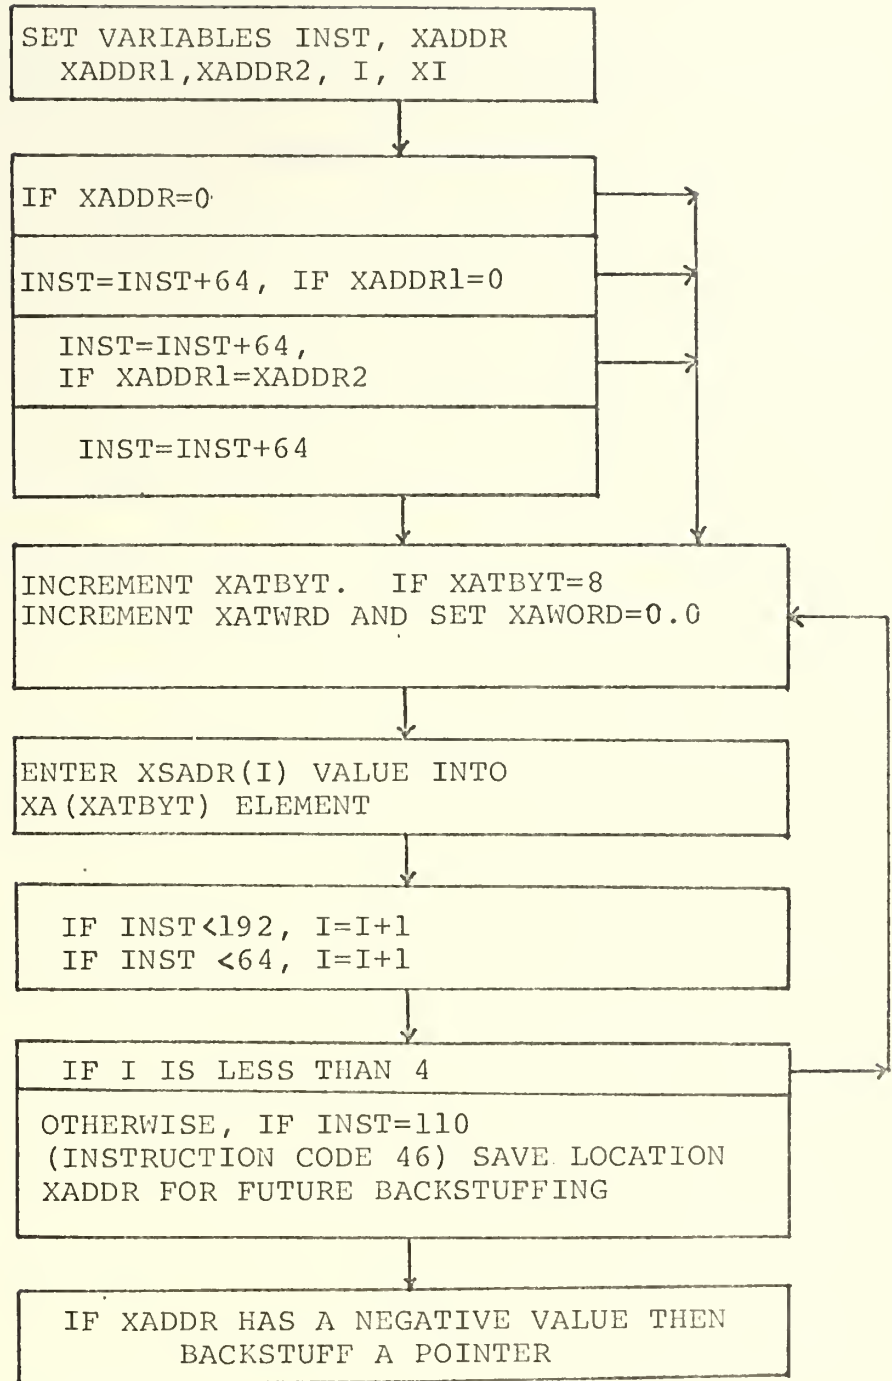 SET VARIABLES INST, XADDR
XADDR1,XADDR2, I, XI
IF XADDR=0
INST=INST+64, IF XADDR1=0
INST=INST+64,
IF XADDR1=XADDR2
INST=INST+64
INCREMENT XATBYT. IF XATBYT=8
INCREMENT XATWRD AND SET XAWORD=0.0
ENTER XSADR(I) VALUE INTO
XA(XATBYT) ELEMENT
IF INST<192, I=I+1
IF INST <64, I=I+1
IF I IS LESS THAN 4
OTHERWISE, IF INST=110
(INSTRUCTION CODE 46) SAVE LOCATION
XADDR FOR FUTURE BACKSTUFFING
IF XADDR HAS A NEGATIVE VALUE THEN
BACKSTUFF A POINTER